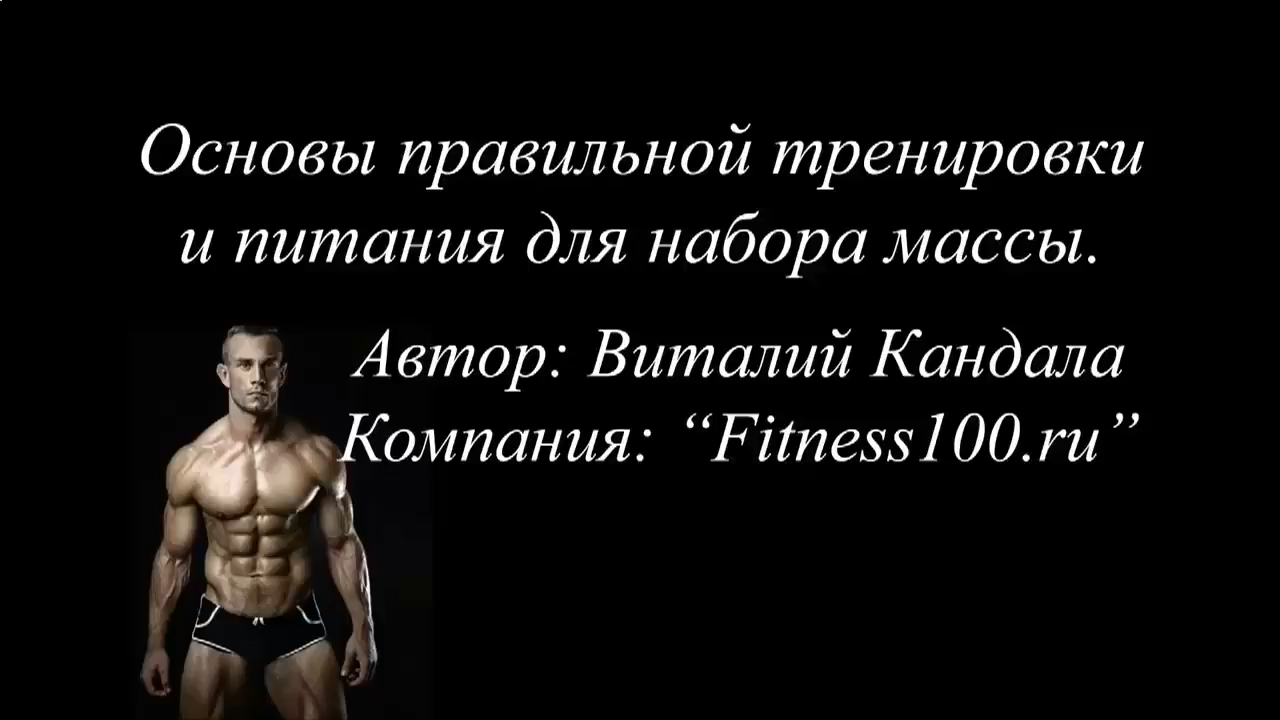 Основы правильной тренировки
и питания для набора массы.
Автор: Виталий Кандала
Компания: “Fitness100.ru”